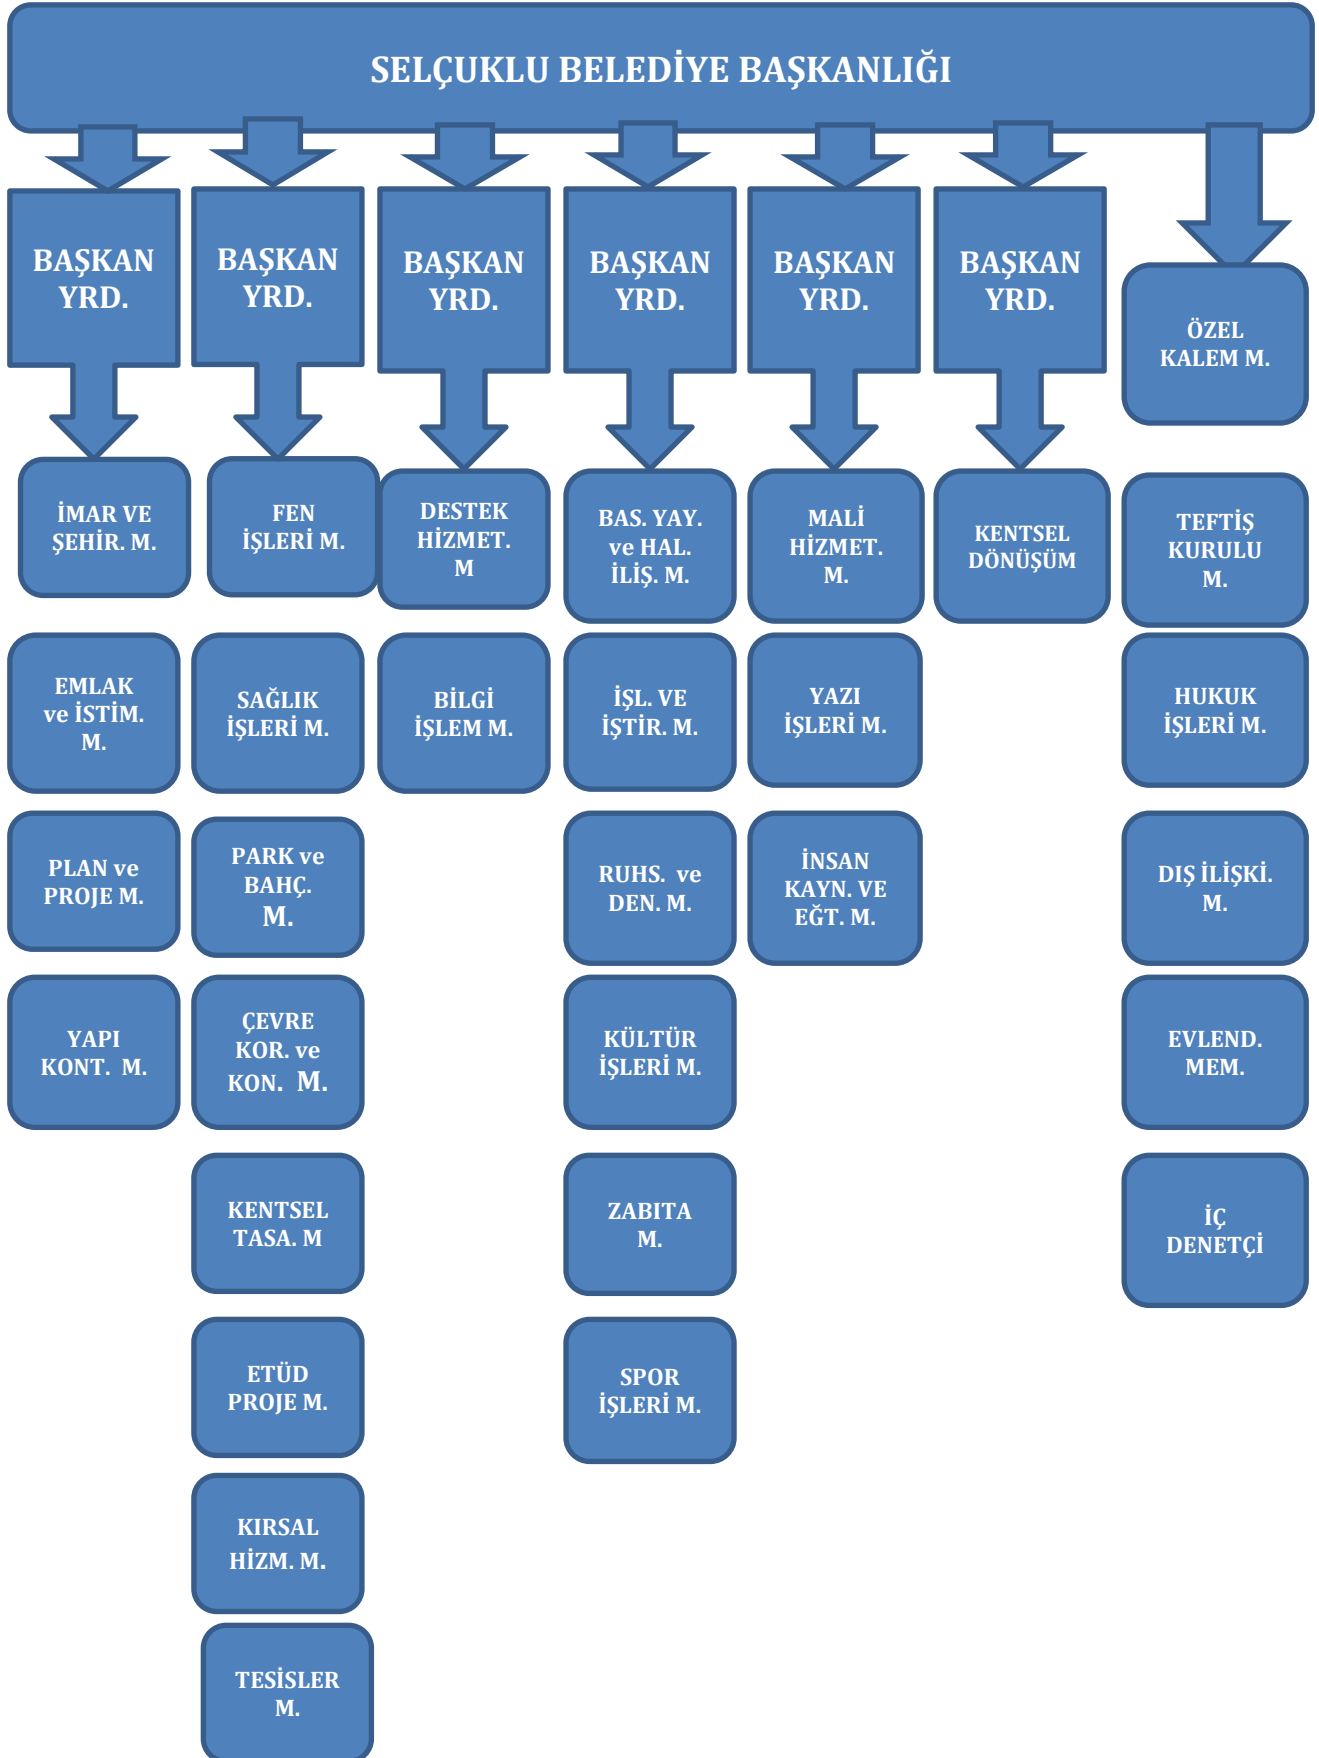 SELÇUKLU BELEDİYE BAŞKANLIĞI
BAŞKAN
YRD.
BAŞKAN
YRD.
BAŞKAN
YRD.
BAŞKAN
YRD.
BAŞKAN
YRD.
BAŞKAN
YRD.
ÖZEL
KALEM M.
İMAR VE
ŞEHİR. M.
FEN
İŞLERİ M.
DESTEK
HİZMET.
M
BAS. YAY.
ve HAL.
İLİŞ. M.
MALİ
HİZMET.
M.
KENTSEL
DÖNÜŞÜM
TEFTİŞ
KURULU
M.
EMLAK
ve İSTİM.
M.
SAĞLIK
İŞLERİ M.
BİLGİ
İŞLEM M.
İŞL. VE
İŞTİR. M.
YAZI
İŞLERİ M.
HUKUK
İŞLERİ M.
PLAN ve
PROJE M.
PARK ve
BAHÇ.
M.
RUHS. ve
DEN. M.
İNSAN
KAYN. VE
EĞT. M.
DIŞ İLİŞKİ.
M.
YAPI
KONT. M.
ÇEVRE
KOR. ve
KON. M.
KÜLTÜR
İŞLERİ M.
EVLEND.
MEM.
KENTSEL
TASA. M
ZABITA
M.
İÇ
DENETÇİ
ETÜD
PROJE M.
SPOR
İŞLERİ M.
KIRSAL
HİZM. M.
TESİSLER
M.